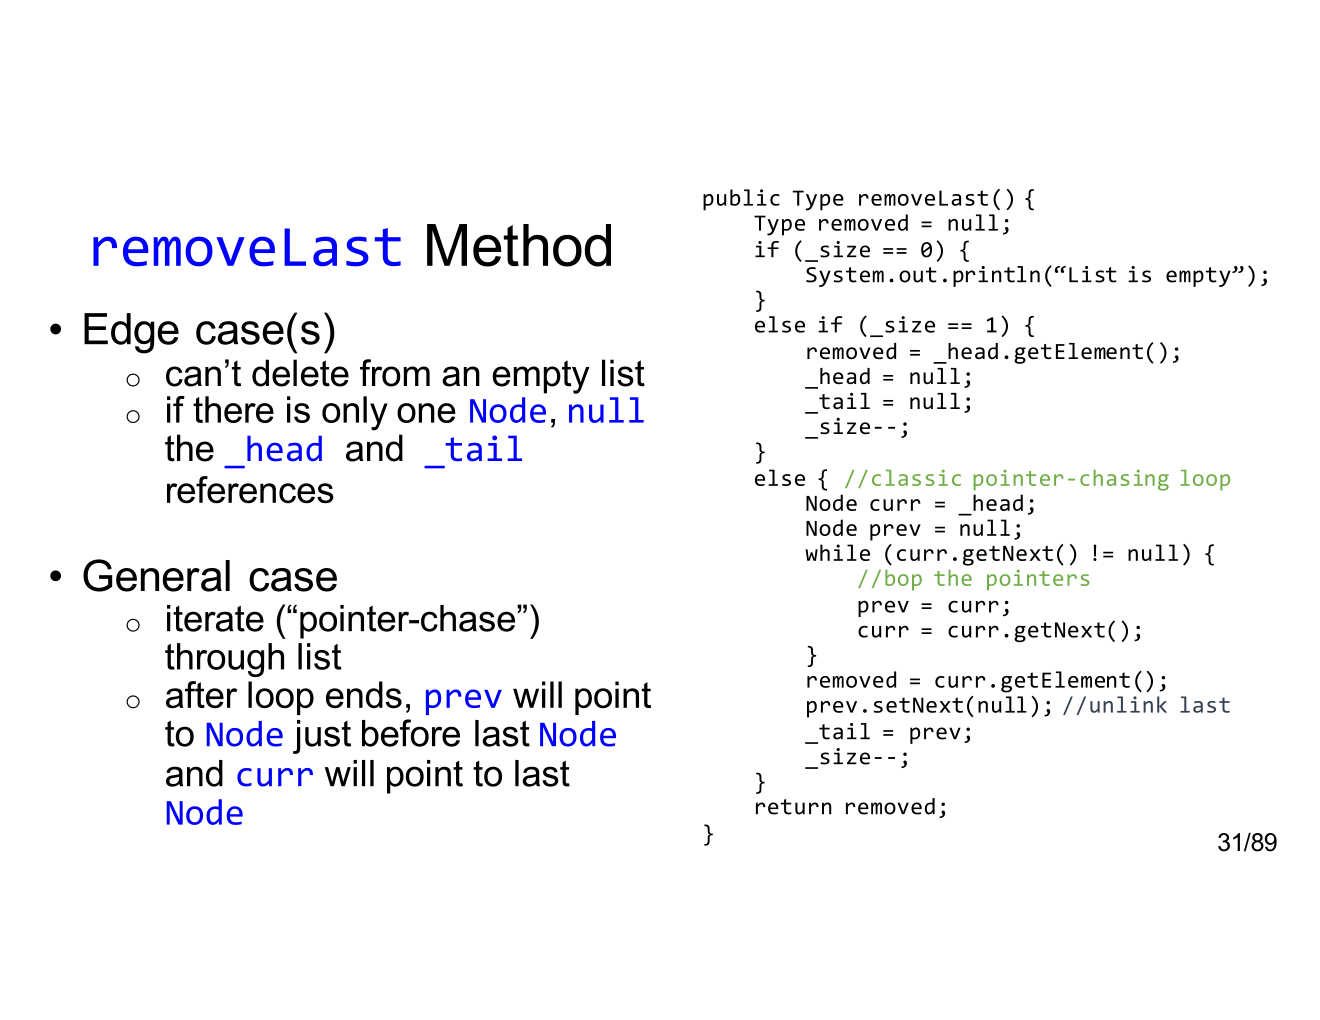 removeLast Method
• Edge case(s)
o can’t delete from an empty list
o if there is only one Node, null
the _head and _tail
references
• General case
o iterate (“pointer-chase”)
through list
o after loop ends, prev will point
to Node just before last Node
and curr will point to last
Node
public Type removeLast() {
    Type removed = null;
    if (_size == 0) {
        System.out.println(“List is empty”);
    }
    else if (_size == 1) {
        removed = _head.getElement();
        _head = null;
        _tail = null;
        _size--;
    }
    else { //classic pointer-chasing loop
        Node curr = _head;
        Node prev = null;
        while (curr.getNext() != null) {
            //bop the pointers
            prev = curr;
            curr = curr.getNext();
        }
        removed = curr.getElement();
        prev.setNext(null); //unlink last
        _tail = prev;
        _size--;
    }
    return removed;
}
31/89